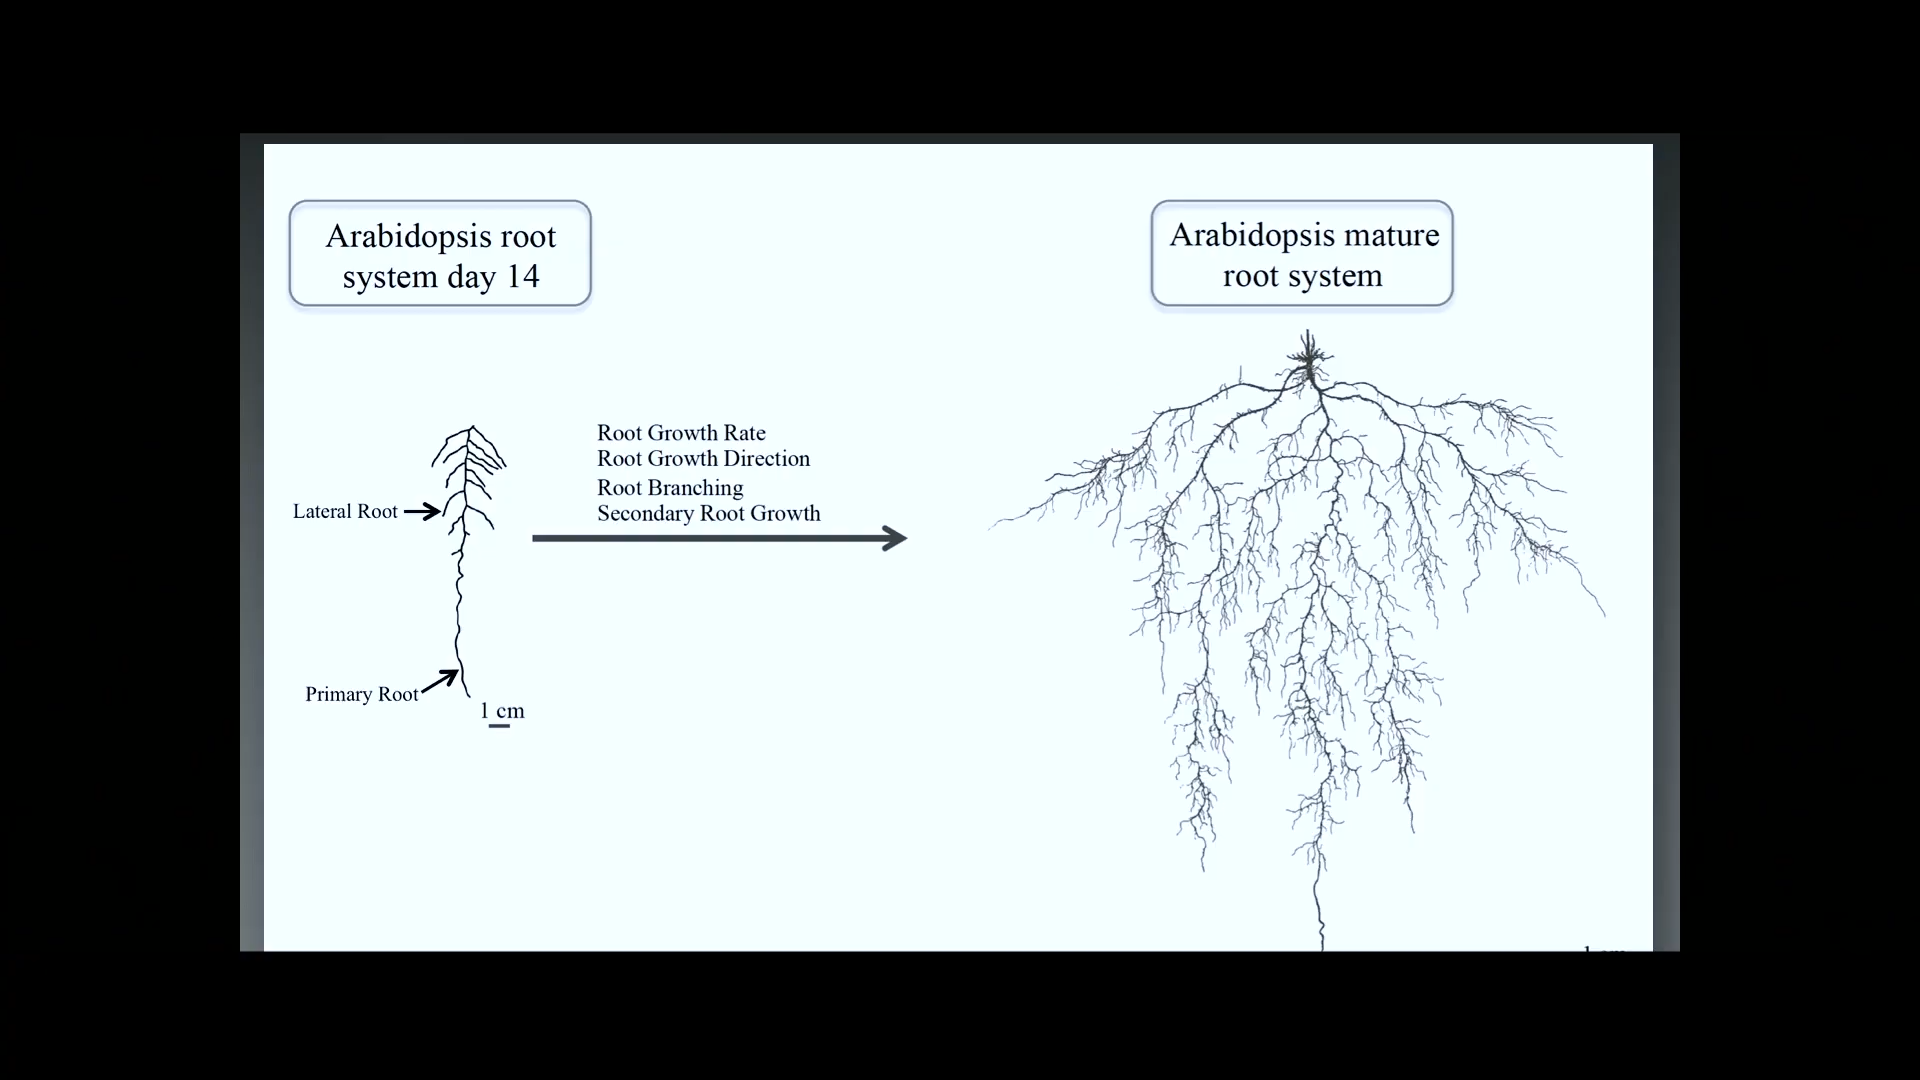 Arabidopsis root
system day 14
Arabidopsis mature
root system
Root Growth Rate
Root Growth Direction
Root Branching
Secondary Root Growth
Lateral Root
Primary Root
1 cm